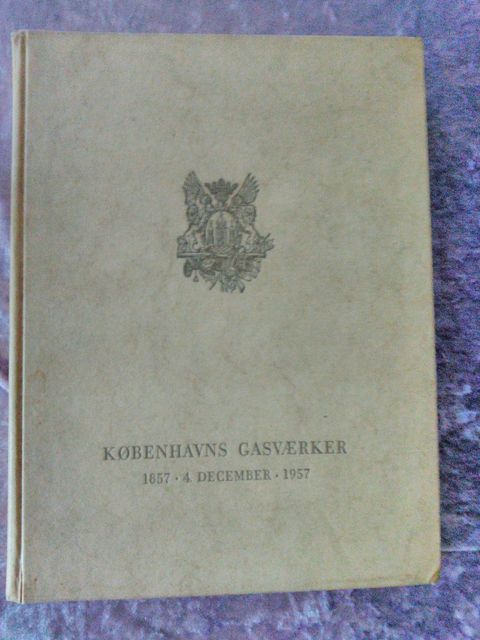 KØBENHAVNS GASVÆRKER
1857 · 4. DECEMBER · 1957